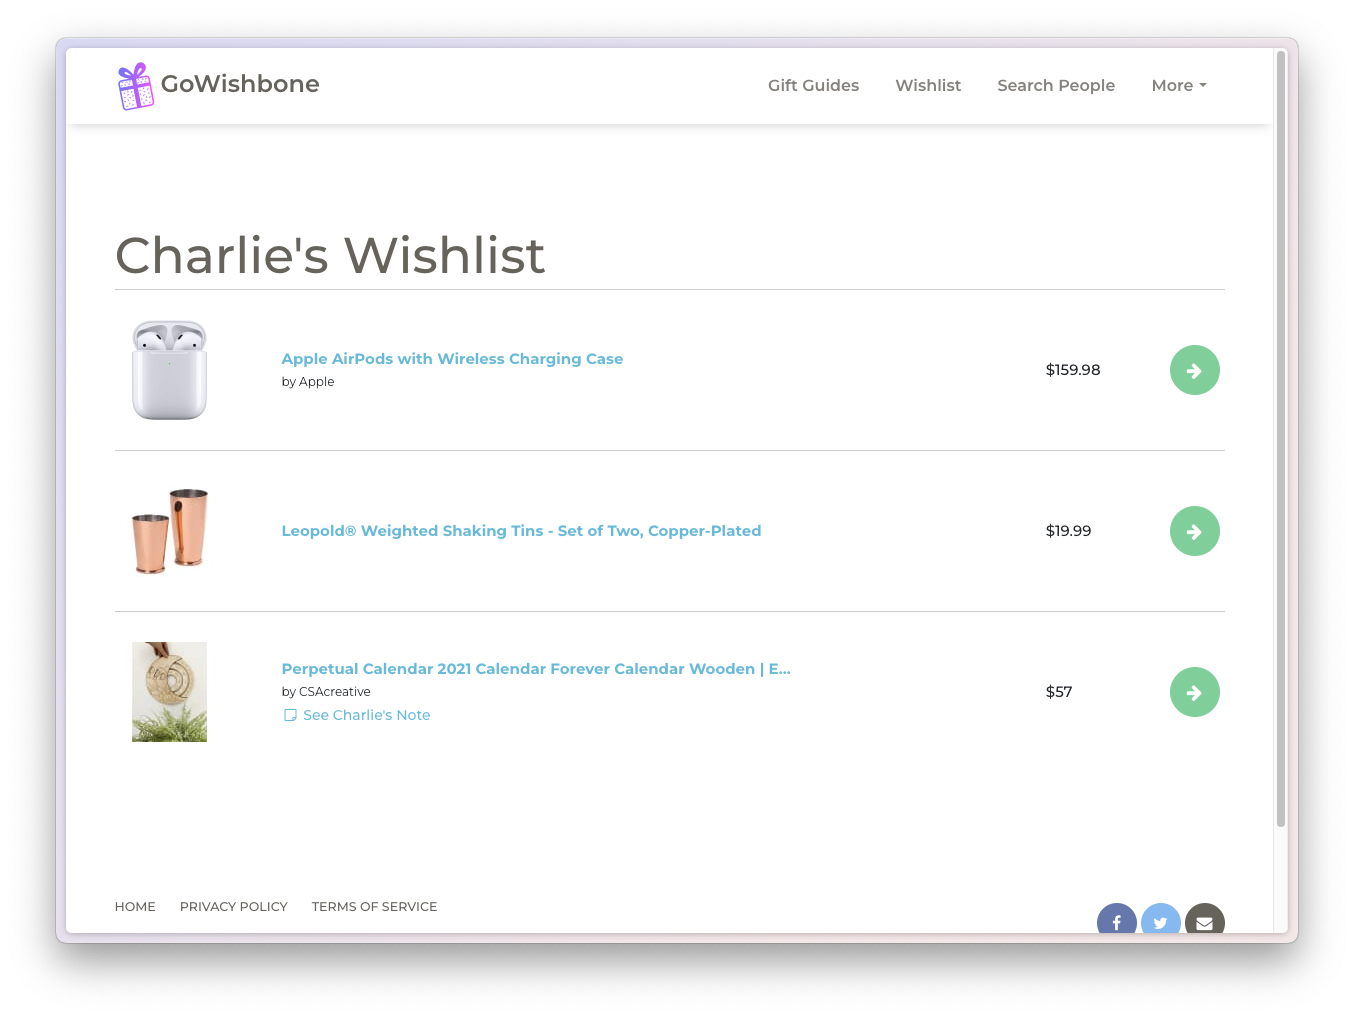 GoWishbone
Gift Guides
Wishlist
Search People
More
Charlie's Wishlist
Apple AirPods with Wireless Charging Case
by Apple
$159.98
Leopold® Weighted Shaking Tins - Set of Two, Copper-Plated
$19.99
Perpetual Calendar 2021 Calendar Forever Calendar Wooden | E...
by CSAcreative
See Charlie's Note
$57
HOME
PRIVACY POLICY
TERMS OF SERVICE